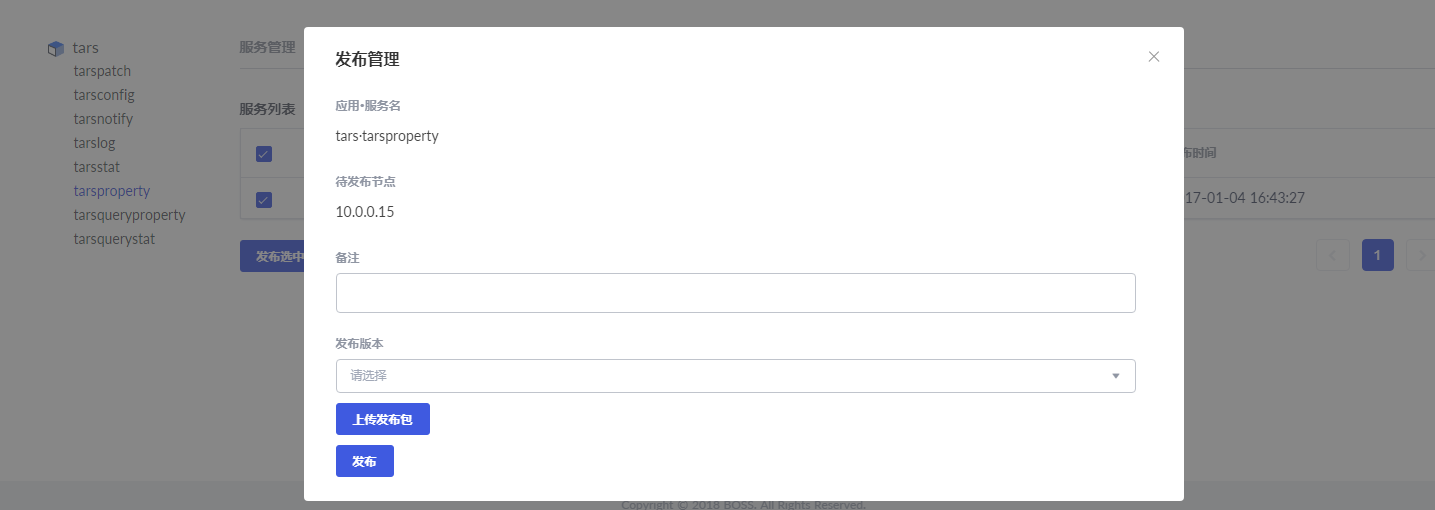 tars
tarspatch
tarsconfig
tarsnotify
tarslog
tarsstat
tarsproperty
tarsqueryproperty
tarsquerystat
服务管理
服务列表
发布选中
发布管理
应用·服务名
tars·tarsproperty
待发布节点
10.0.0.15
备注
发布版本
请选择
上传发布包
发布
布时间
17-01-04 16:43:27
1
Copyright © 2018 BOSS. All Rights Reserved.